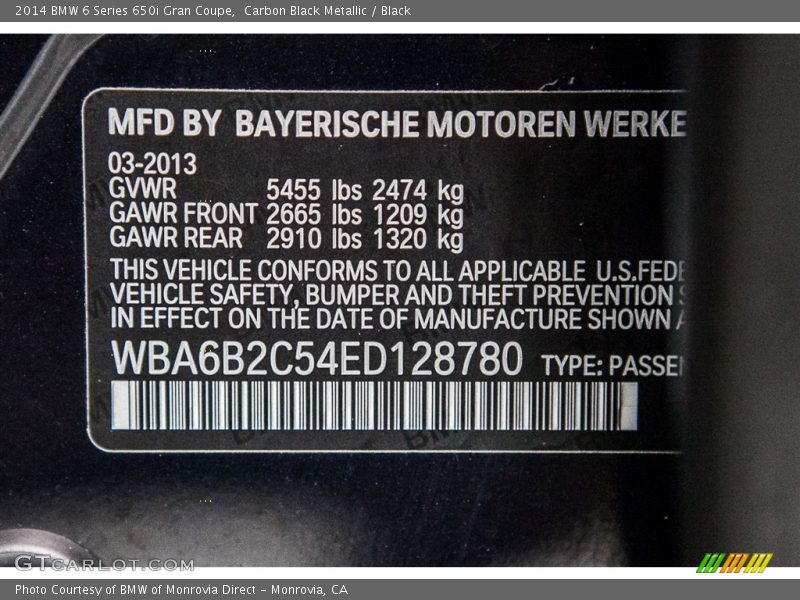 2014 BMW 6 Series 650i Gran Coupe, Carbon Black Metallic / Black
MFD BY BAYERISCHE MOTOREN WERKE
03-2013
GVWR 5455 lbs 2474 kg
GAWR FRONT 2665 lbs 1209 kg
GAWR REAR 2910 lbs 1320 kg
THIS VEHICLE CONFORMS TO ALL APPLICABLE U.S.FEDE
VEHICLE SAFETY, BUMPER AND THEFT PREVENTION
IN EFFECT ON THE DATE OF MANUFACTURE SHOWN
WBA6B2C54ED128780 TYPE: PASSE
GTCARLOT.COM
Photo Courtesy of BMW of Monrovia Direct – Monrovia, CA